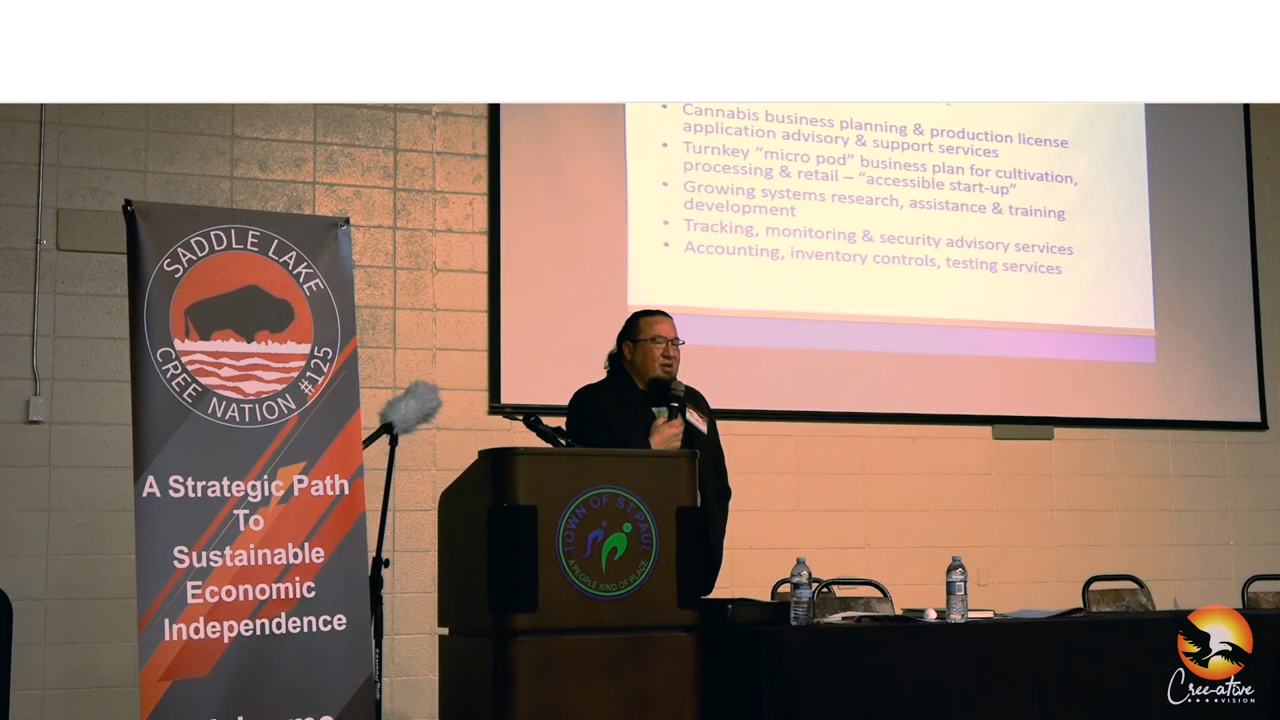 Cannabis business planning & production license
application advisory & support services
Turnkey “micro pod” business plan for cultivation,
processing & retail – “accessible start-up”
Growing systems research, assistance & training
development
Tracking, monitoring & security advisory services
Accounting, inventory controls, testing services
SADDLE LAKE
CREE NATION #125
A Strategic Path
To
Sustainable
Economic
Independence
TOWN OF ST. PAUL
A PEOPLE KIND OF PLACE
Cree-ative
VISION